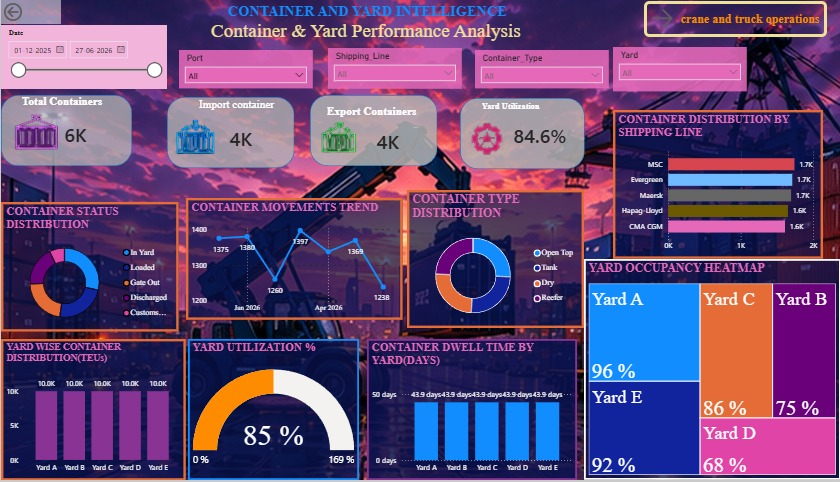 CONTAINER AND YARD INTELLIGENCE
Container & Yard Performance Analysis
crane and truck operations
Date
01-12-2025 27-06-2026
Port
All
Shipping_Line
All
Container_Type
All
Yard
All
Total Containers
6K
Import container
4K
Export Containers
4K
Yard Utilization
84.6%
CONTAINER DISTRIBUTION BY
SHIPPING LINE
MSC 1.7K
Evergreen 1.7K
Maersk 1.7K
Hapag-Lloyd 1.6K
CMA CGM 1.6K
0K 1K 2K
CONTAINER STATUS
DISTRIBUTION
In Yard
Loaded
Gate Out
Discharged
Customs...
CONTAINER MOVEMENTS TREND
1400
1300
1200
1375
1380
1260
1397
1369
1238
Jan 2026 Apr 2026
CONTAINER TYPE
DISTRIBUTION
Open Top
Tank
Dry
Reefer
YARD OCCUPANCY HEATMAP
Yard A
96 %
Yard E
92 %
Yard C
86 %
Yard B
75 %
Yard D
68 %
YARD WISE CONTAINER
DISTRIBUTION(TEUs)
10K
5K
0K
10.0K 10.0K 10.0K 10.0K 10.0K
Yard A Yard B Yard C Yard D Yard E
YARD UTILIZATION %
85 %
0 % 169 %
CONTAINER DWELL TIME BY
YARD(DAYS)
50 days
0 days
43.9 days 43.9 days 43.9 days 43.9 days 43.9 days
Yard A Yard B Yard C Yard D Yard E